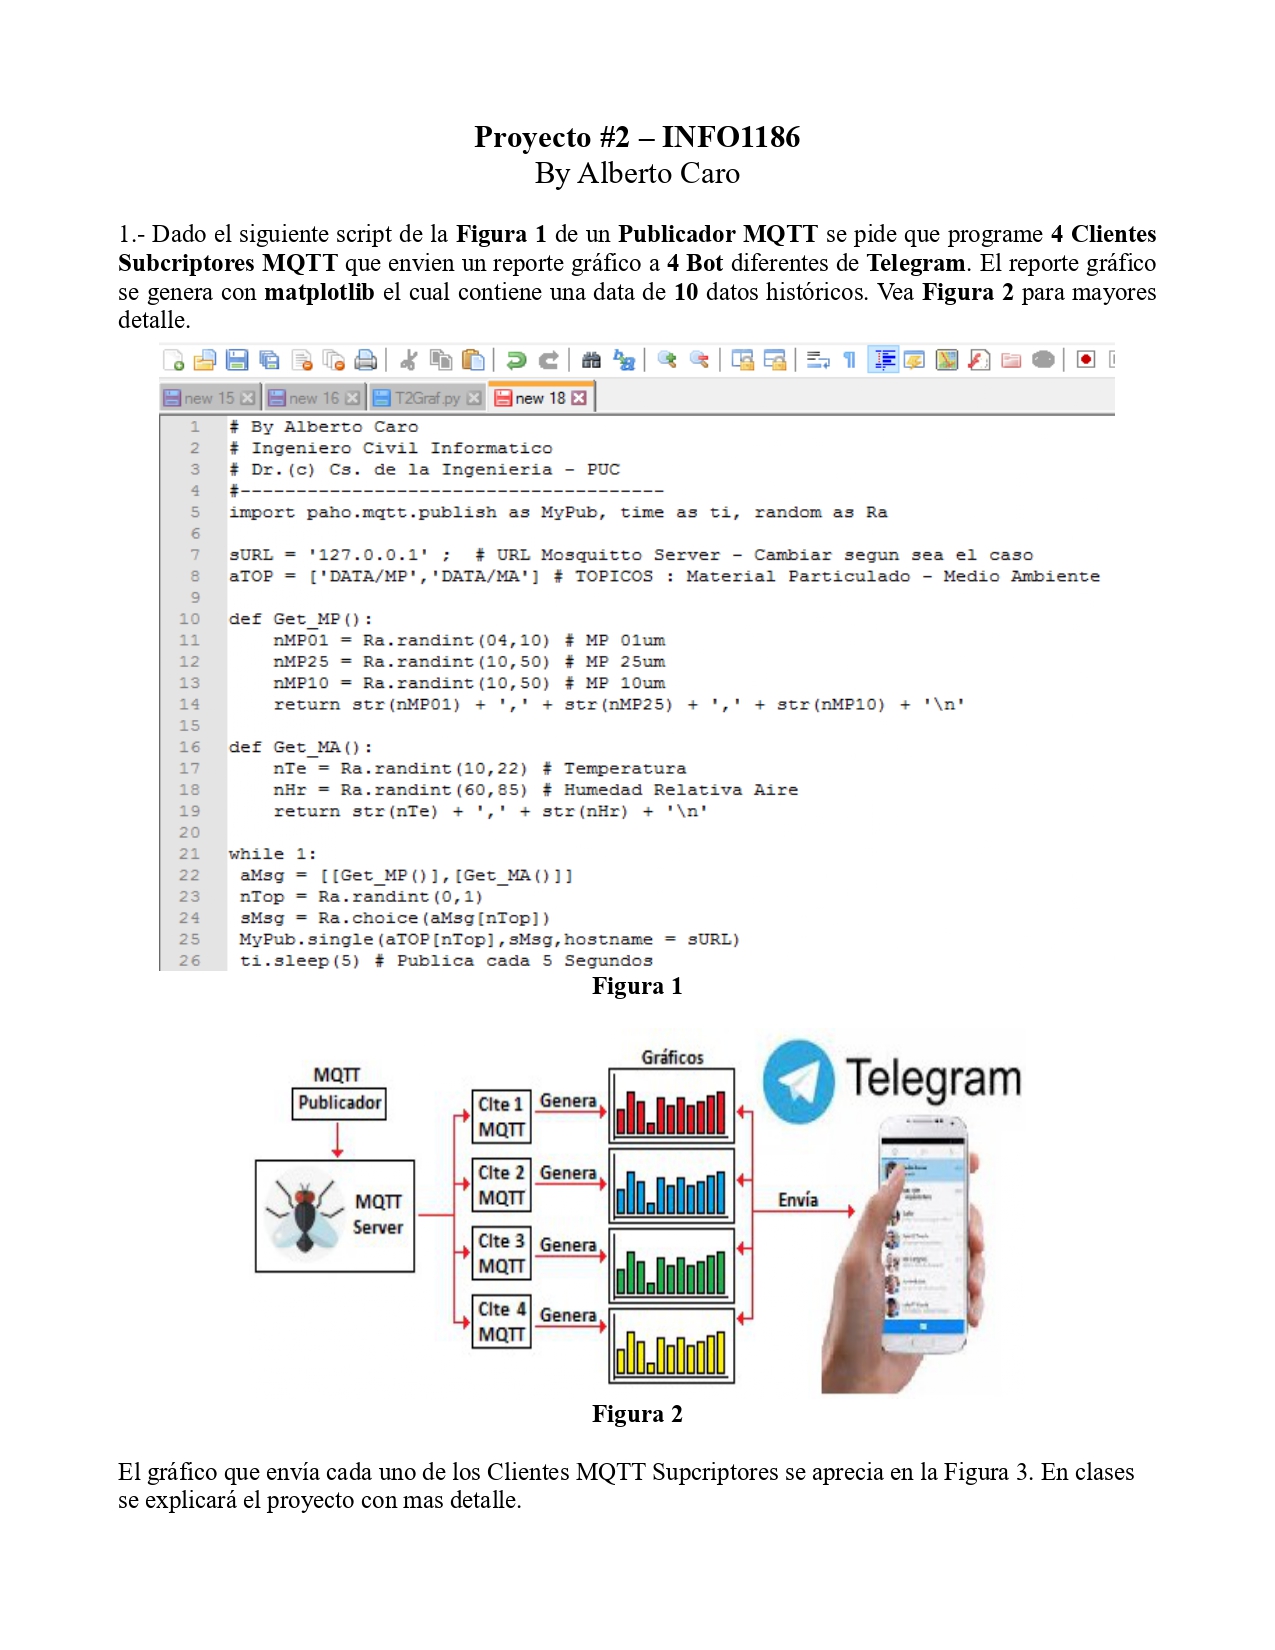 Proyecto #2 – INFO1186
By Alberto Caro
1.- Dado el siguiente script de la Figura 1 de un Publicador MQTT se pide que programe 4 Clientes
Subcriptores MQTT que envien un reporte gráfico a 4 Bot diferentes de Telegram. El reporte gráfico
se genera con matplotlib el cual contiene una data de 10 datos históricos. Vea Figura 2 para mayores
detalle.
new 15 new 16 T2Graf.py new 18
1 # By Alberto Caro
2 # Ingeniero Civil Informatico
3 # Dr.(c) Cs. de la Ingenieria - PUC
4 #--------------------------------------
5 import paho.mqtt.publish as MyPub, time as ti, random as Ra
6
7 sURL = '127.0.0.1' ;  # URL Mosquitto Server - Cambiar segun sea el caso
8 aTOP = ['DATA/MP','DATA/MA'] # TOPICOS : Material Particulado - Medio Ambiente
9
10 def Get_MP():
11     nMP01 = Ra.randint(04,10) # MP 01um
12     nMP25 = Ra.randint(10,50) # MP 25um
13     nMP10 = Ra.randint(10,50) # MP 10um
14     return str(nMP01) + ',' + str(nMP25) + ',' + str(nMP10) + '\n'
15
16 def Get_MA():
17     nTe = Ra.randint(10,22) # Temperatura
18     nHr = Ra.randint(60,85) # Humedad Relativa Aire
19     return str(nTe) + ',' + str(nHr) + '\n'
20
21 while 1:
22  aMsg = [[Get_MP()],[Get_MA()]]
23  nTop = Ra.randint(0,1)
24  sMsg = Ra.choice(aMsg[nTop])
25  MyPub.single(aTOP[nTop],sMsg,hostname = sURL)
26  ti.sleep(5) # Publica cada 5 Segundos
Figura 1
MQTT
Publicador
MQTT
Server
Clte 1
MQTT
Genera
Clte 2
MQTT
Genera
Clte 3
MQTT
Genera
Clte 4
MQTT
Genera
Gráficos
Envía
Telegram
Figura 2
El gráfico que envía cada uno de los Clientes MQTT Supcriptores se aprecia en la Figura 3. En clases
se explicará el proyecto con mas detalle.